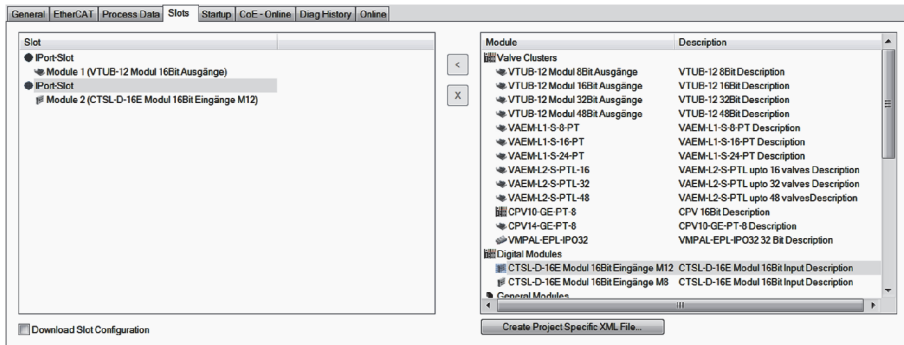 General EtherCAT Process Data Slots Startup CoE - Online Diag History Online
Slot
IPort-Slot
Module 1 (VTUB-12 Modul 16Bit Ausgänge)
IPort-Slot
Module 2 (CTSL-D-16E Modul 16Bit Eingänge M12)
<
X
Module Description
Valve Clusters
VTUB-12 Modul 8Bit Ausgänge VTUB-12 8Bit Description
VTUB-12 Modul 16Bit Ausgänge VTUB-12 16Bit Description
VTUB-12 Modul 32Bit Ausgänge VTUB-12 32Bit Description
VTUB-12 Modul 48Bit Ausgänge VTUB-12 48Bit Description
VAEM-L1-S-8-PT VAEM-L1-S-8-PT Description
VAEM-L1-S-16-PT VAEM-L1-S-16-PT Description
VAEM-L1-S-24-PT VAEM-L1-S-24-PT Description
VAEM-L2-S-PTL-16 VAEM-L2-S-PTL upto 16 valves Description
VAEM-L2-S-PTL-32 VAEM-L2-S-PTL upto 32 valves Description
VAEM-L2-S-PTL-48 VAEM-L2-S-PTL upto 48 valvesDescription
CPV10-GE-PT-8 CPV 16Bit Description
CPV14-GE-PT-8 CPV10-GE-PT-8 Description
VMPAL-EPL-IPO32 VMPAL-EPL-IPO32 32 Bit Description
Digital Modules
CTSL-D-16E Modul 16Bit Eingänge M12 CTSL-D-16E Modul 16Bit Input Description
CTSL-D-16E Modul 16Bit Eingänge M8 CTSL-D-16E Modul 16Bit Input Description
General Modules
Download Slot Configuration
Create Project Specific XML File...